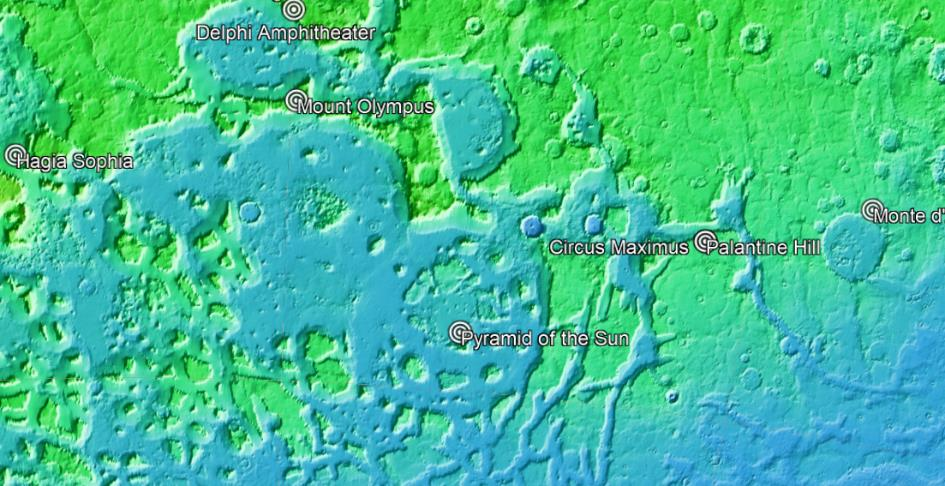 Delphi Amphitheater
Mount Olympus
Hagia Sophia
Monte d'
Circus Maximus
Palantine Hill
Pyramid of the Sun